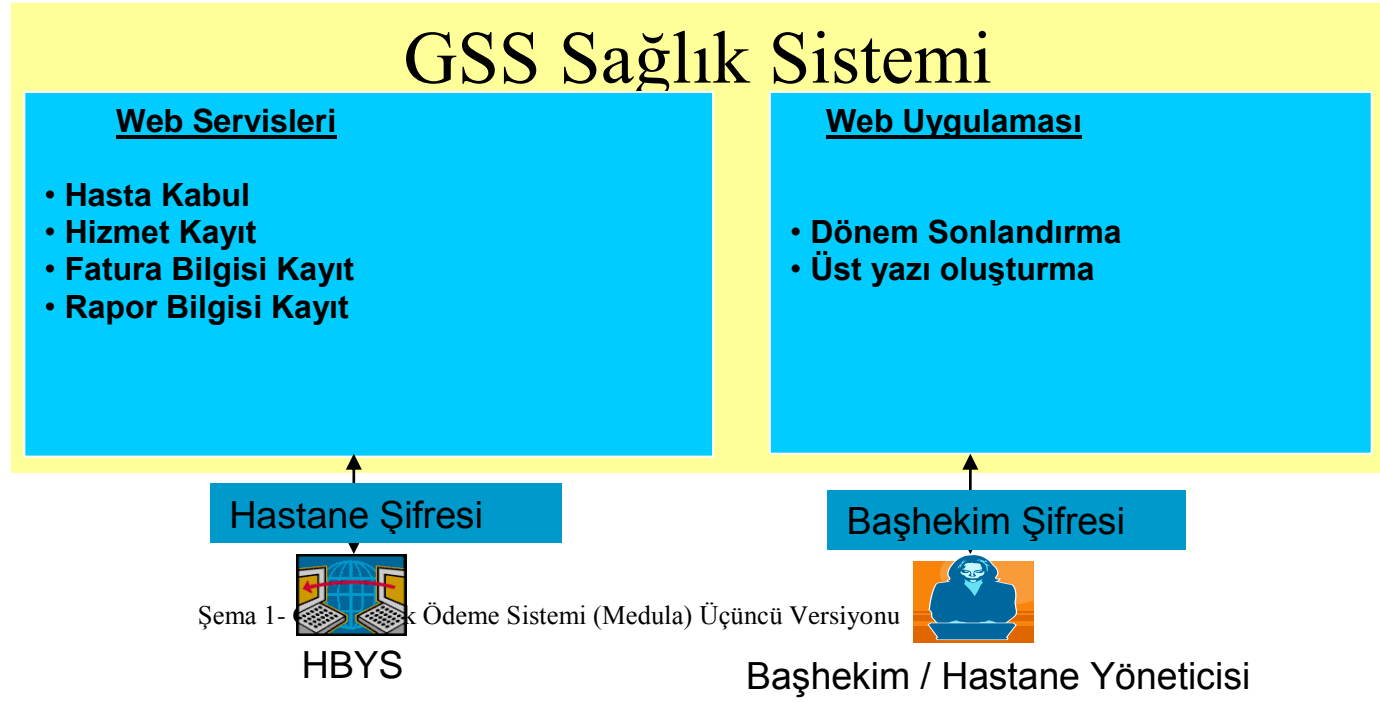 GSS Sağlık Sistemi
Web Servisleri
• Hasta Kabul
• Hizmet Kayıt
• Fatura Bilgisi Kayıt
• Rapor Bilgisi Kayıt
Web Uygulaması
• Dönem Sonlandırma
• Üst yazı oluşturma
Hastane Şifresi
Başhekim Şifresi
Şema 1- Ödeme Sistemi (Medula) Üçüncü Versiyonu
HBYS
Başhekim / Hastane Yöneticisi